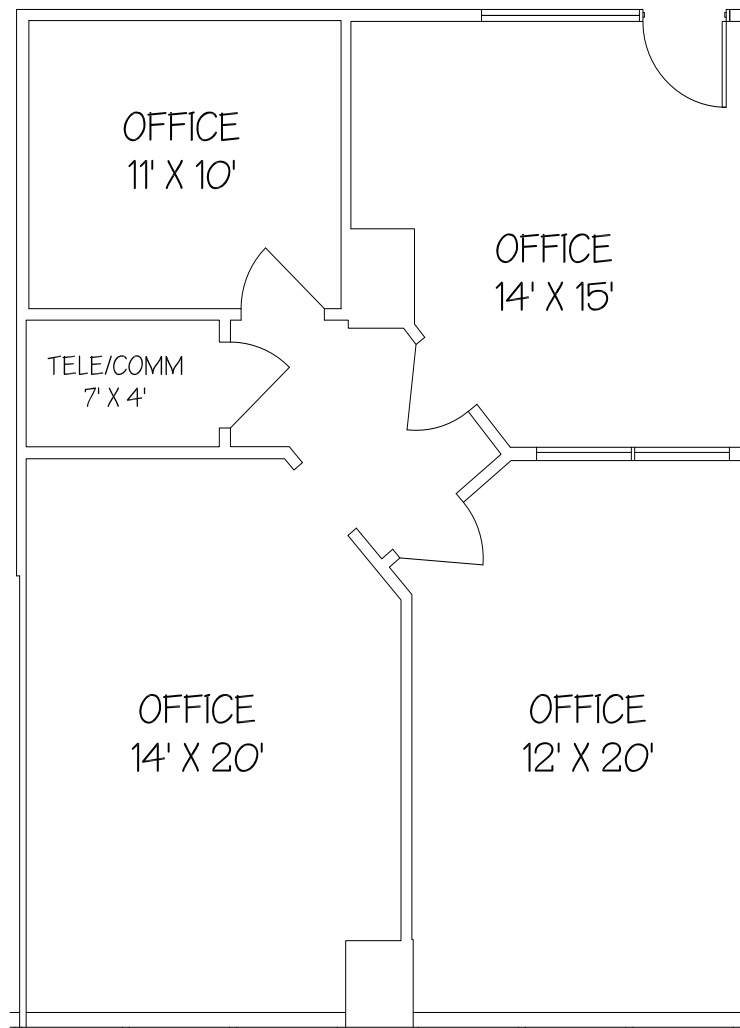 OFFICE
11' X 10'
OFFICE
14' X 15'
TELE/COMM
7' X 4'
OFFICE
14' X 20'
OFFICE
12' X 20'